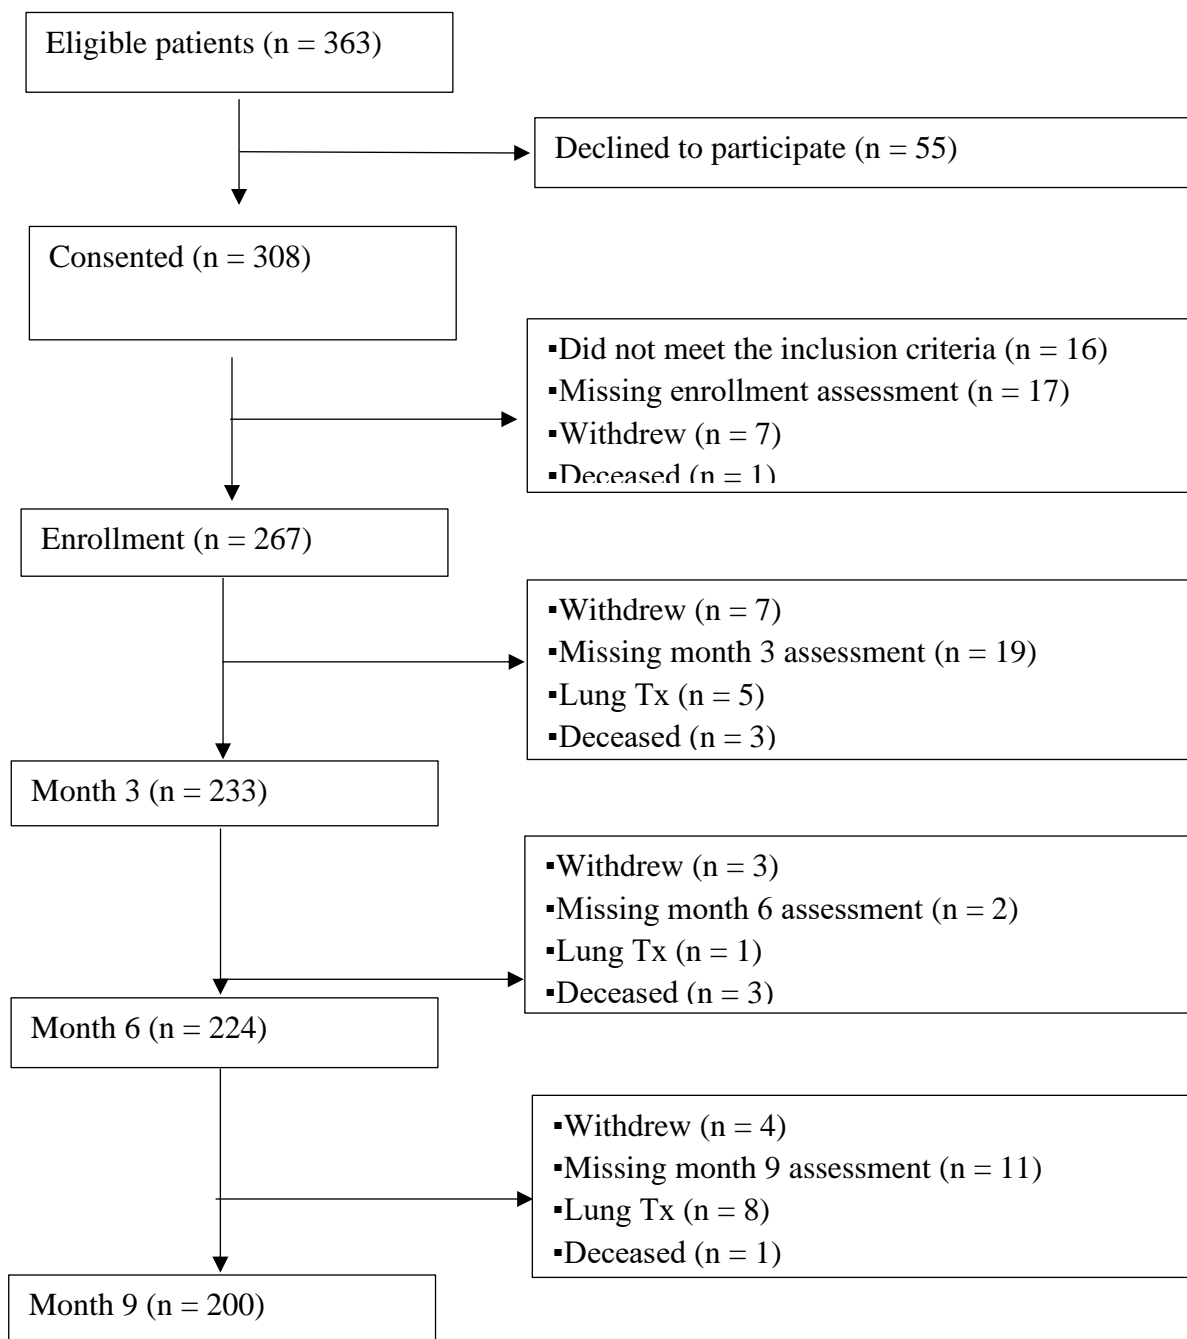 Eligible patients (n = 363)
Declined to participate (n = 55)
Consented (n = 308)
▪Did not meet the inclusion criteria (n = 16)
▪Missing enrollment assessment (n = 17)
▪Withdrew (n = 7)
▪Deceased (n = 1)
Enrollment (n = 267)
▪Withdrew (n = 7)
▪Missing month 3 assessment (n = 19)
▪Lung Tx (n = 5)
▪Deceased (n = 3)
Month 3 (n = 233)
▪Withdrew (n = 3)
▪Missing month 6 assessment (n = 2)
▪Lung Tx (n = 1)
▪Deceased (n = 3)
Month 6 (n = 224)
▪Withdrew (n = 4)
▪Missing month 9 assessment (n = 11)
▪Lung Tx (n = 8)
▪Deceased (n = 1)
Month 9 (n = 200)